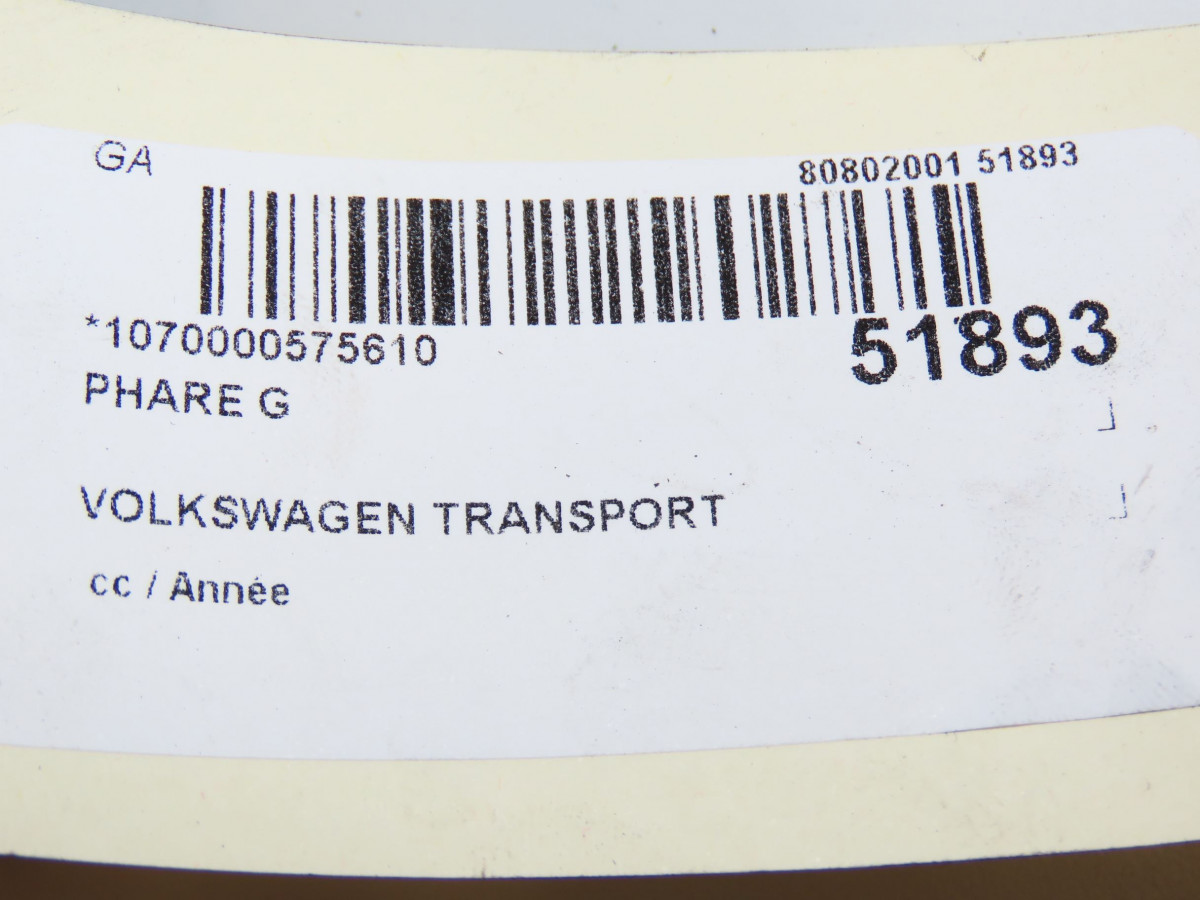 GA
80802001 51893
*1070000575610
51893
PHARE G
VOLKSWAGEN TRANSPORT
cc / Année